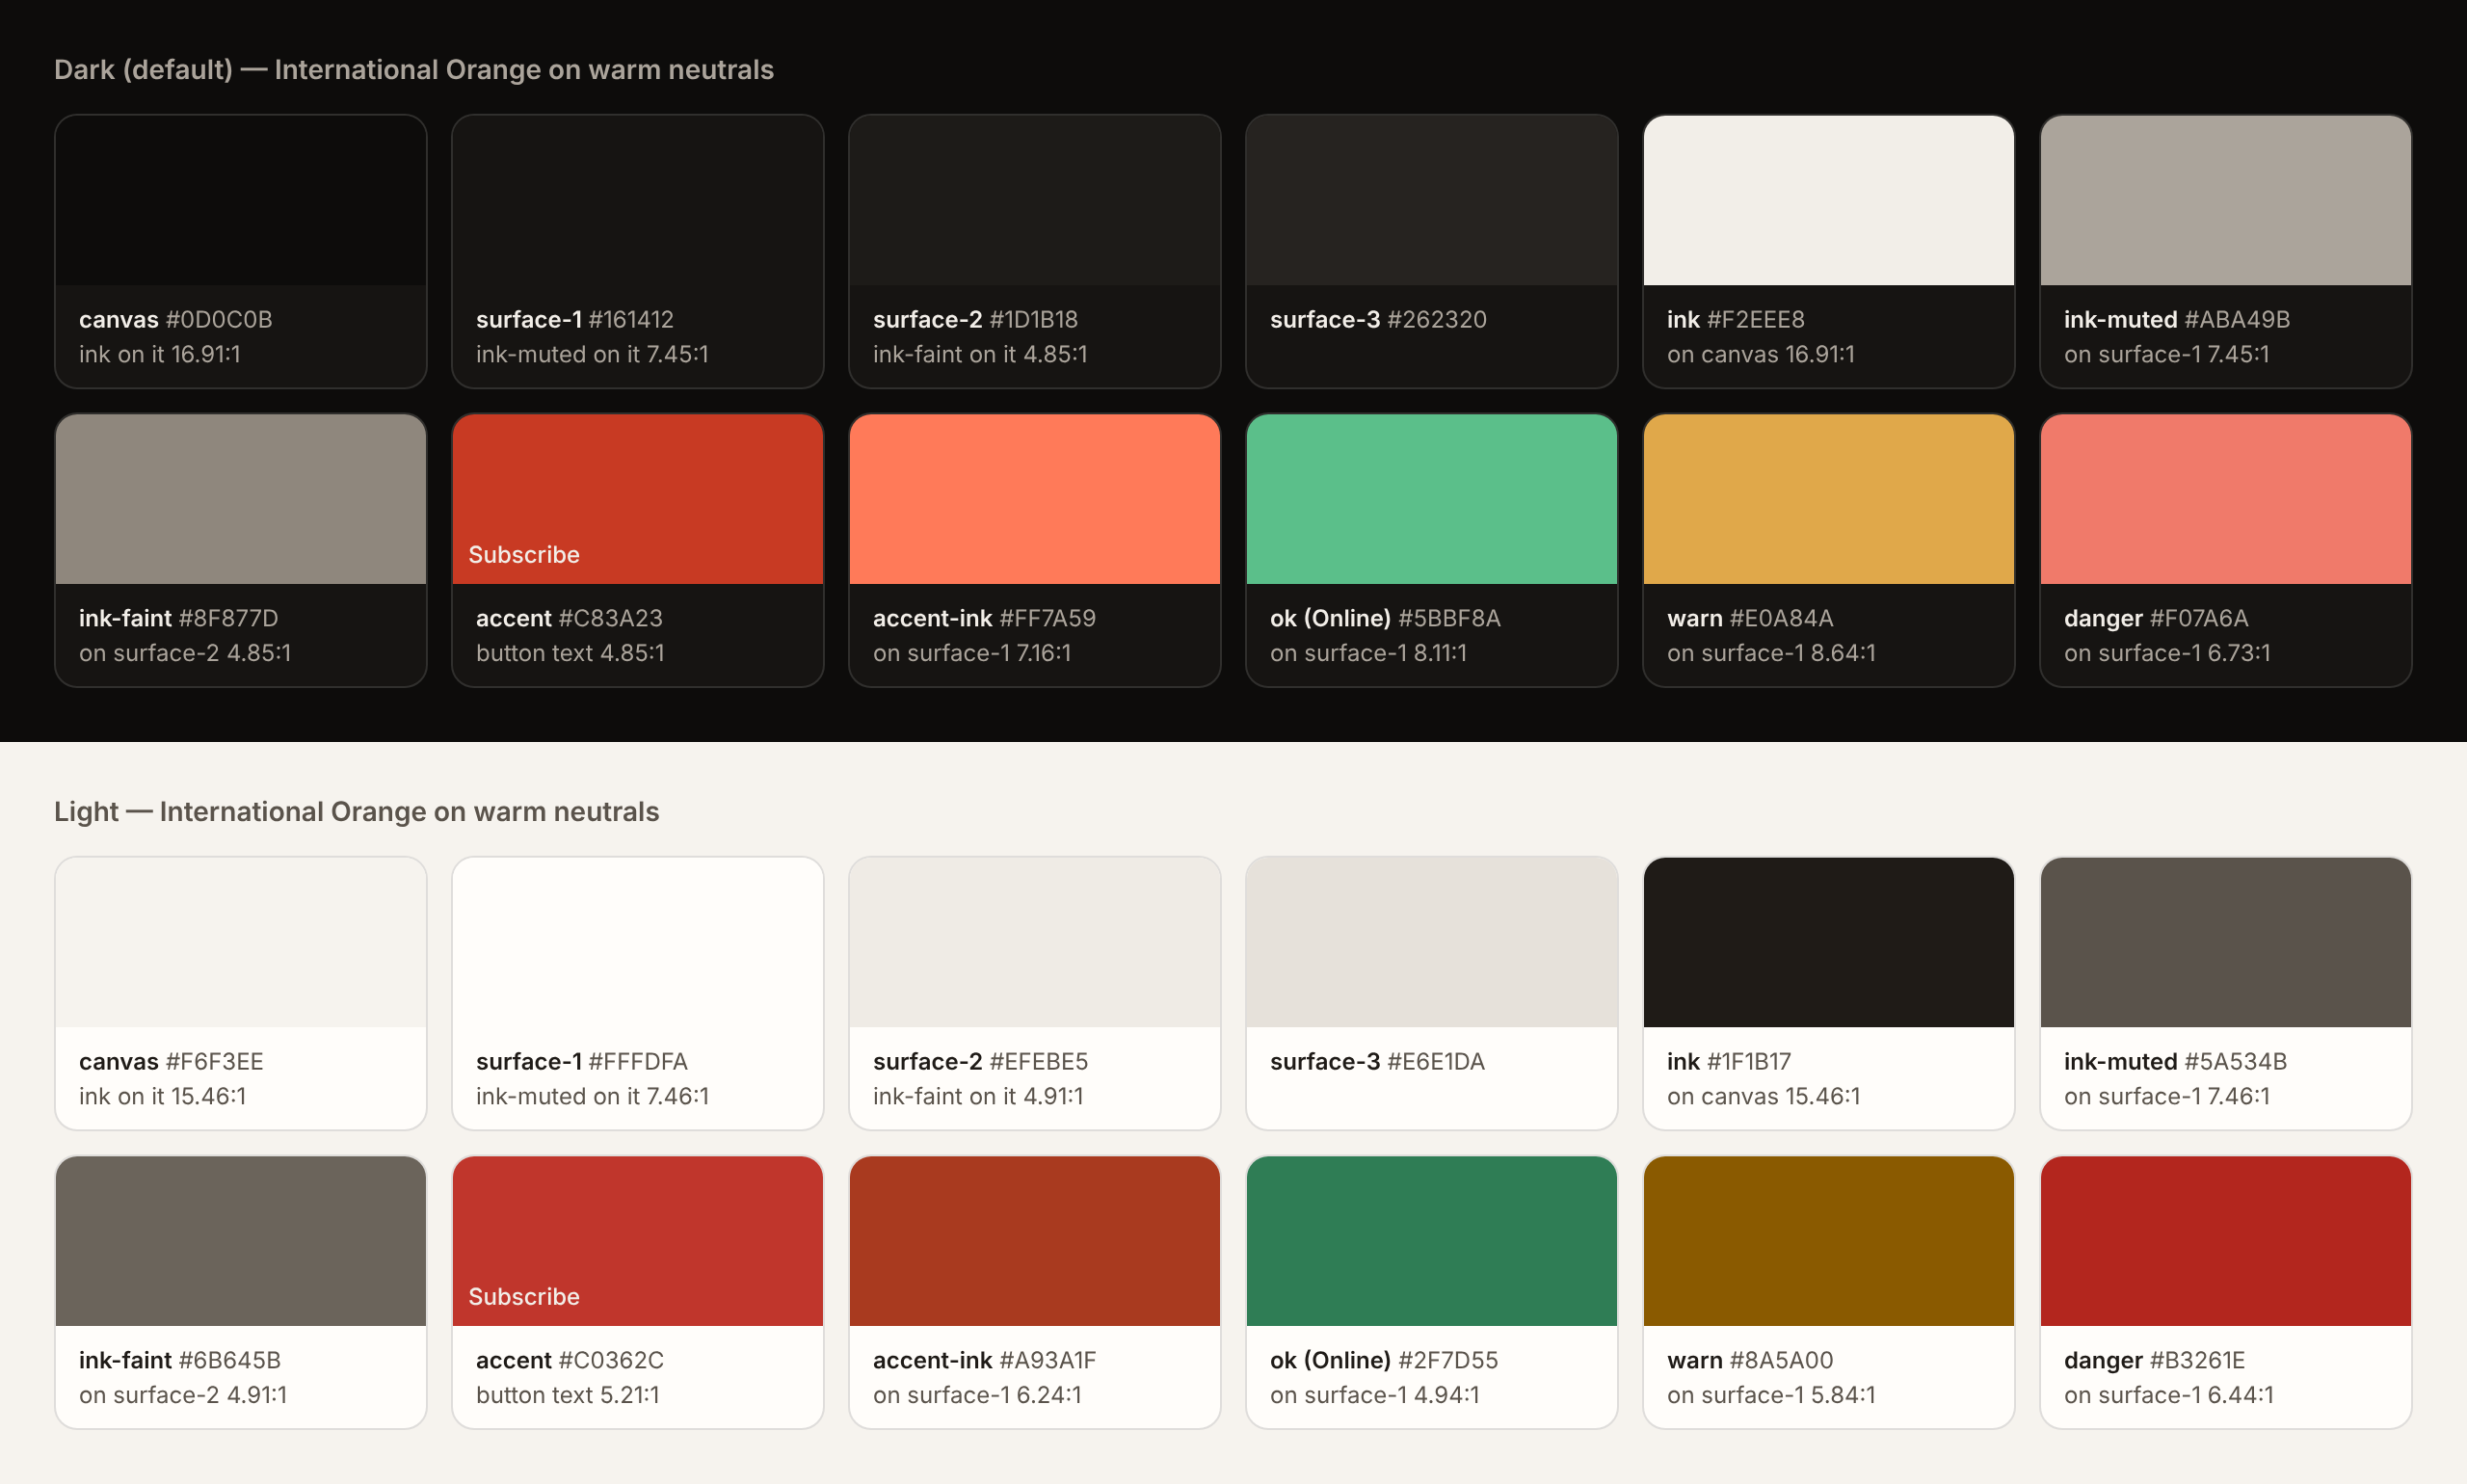 Dark (default) — International Orange on warm neutrals
canvas #0D0C0B
ink on it 16.91:1
surface-1 #161412
ink-muted on it 7.45:1
surface-2 #1D1B18
ink-faint on it 4.85:1
surface-3 #262320
ink #F2EEE8
on canvas 16.91:1
ink-muted #ABA49B
on surface-1 7.45:1
ink-faint #8F877D
on surface-2 4.85:1
Subscribe
accent #C83A23
button text 4.85:1
accent-ink #FF7A59
on surface-1 7.16:1
ok (Online) #5BBF8A
on surface-1 8.11:1
warn #E0A84A
on surface-1 8.64:1
danger #F07A6A
on surface-1 6.73:1
Light — International Orange on warm neutrals
canvas #F6F3EE
ink on it 15.46:1
surface-1 #FFFDFA
ink-muted on it 7.46:1
surface-2 #EFEBE5
ink-faint on it 4.91:1
surface-3 #E6E1DA
ink #1F1B17
on canvas 15.46:1
ink-muted #5A534B
on surface-1 7.46:1
ink-faint #6B645B
on surface-2 4.91:1
Subscribe
accent #C0362C
button text 5.21:1
accent-ink #A93A1F
on surface-1 6.24:1
ok (Online) #2F7D55
on surface-1 4.94:1
warn #8A5A00
on surface-1 5.84:1
danger #B3261E
on surface-1 6.44:1